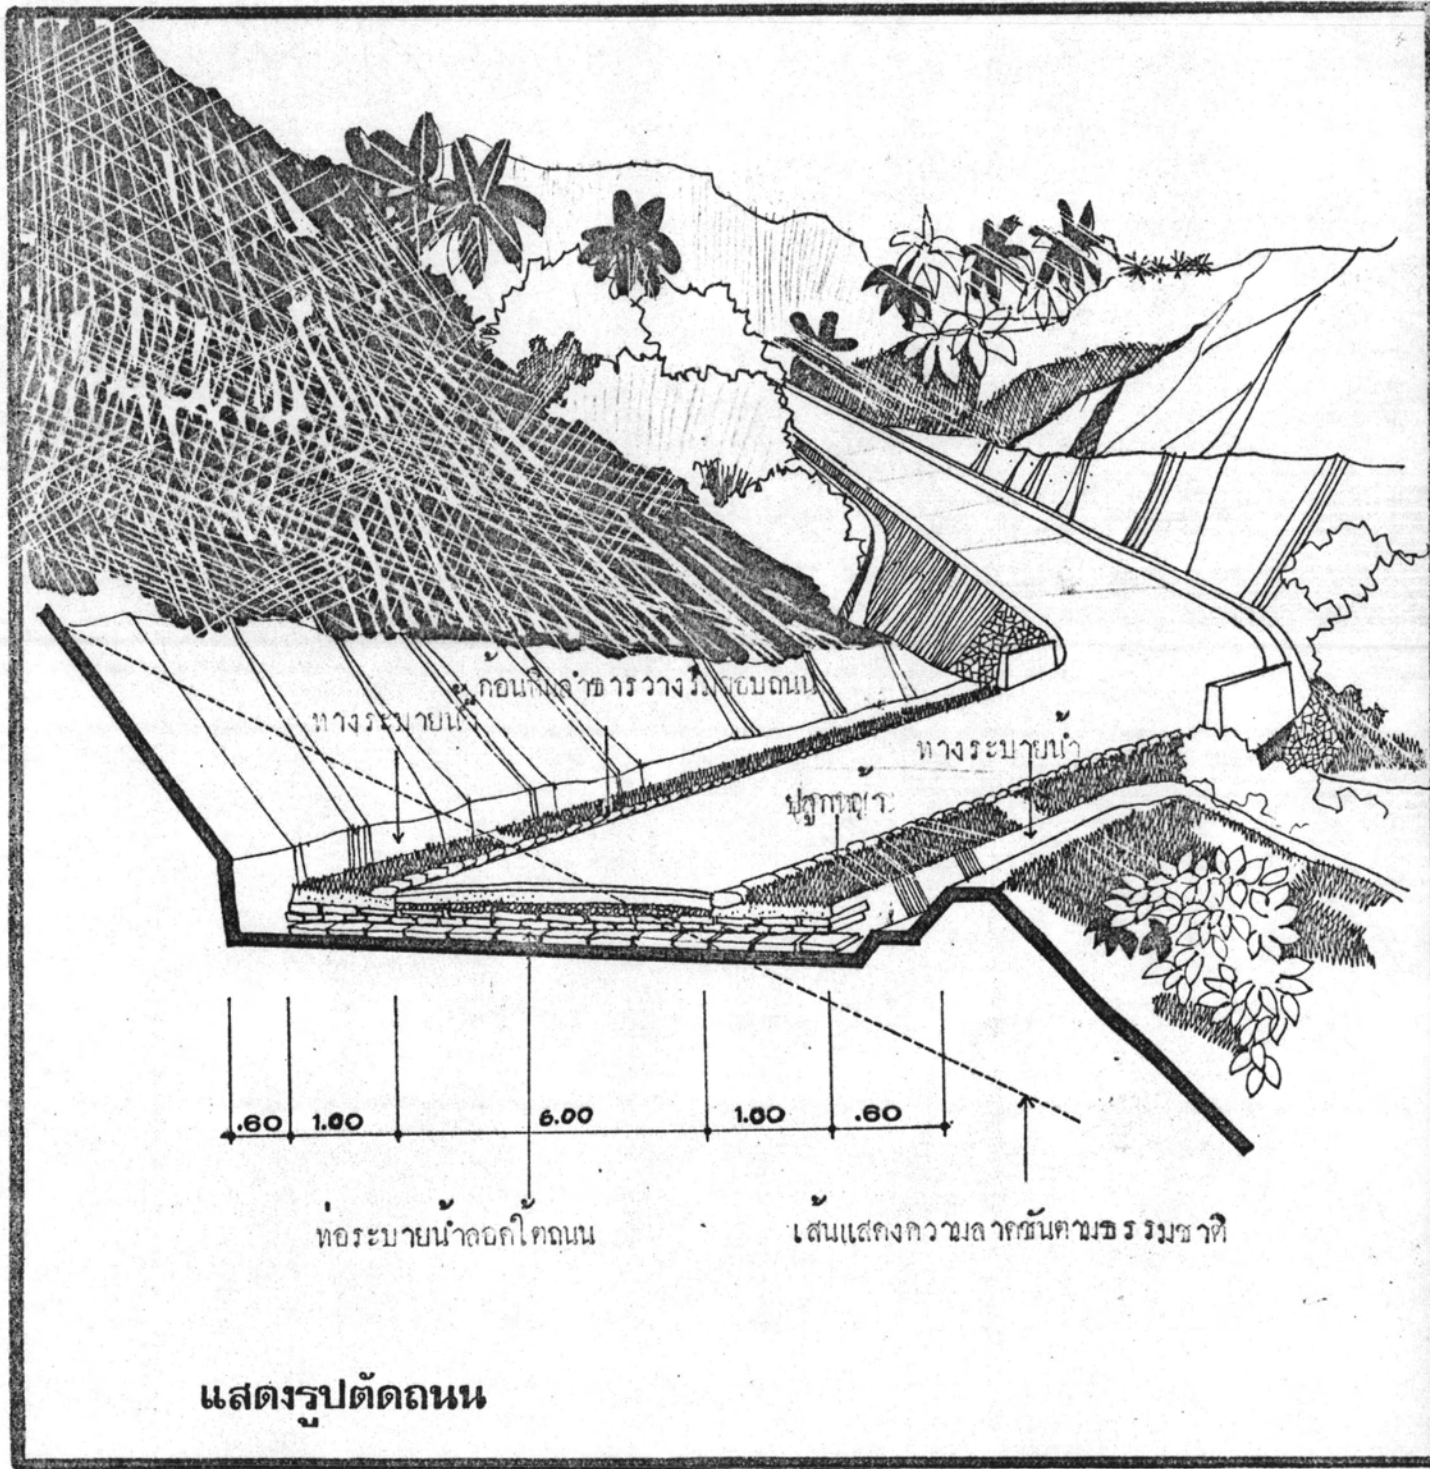 ก้อนหินลำธารวางริมขอบถนน
ทางระบายน้ำ
ทางระบายน้ำ
ปลูกหญ้า
.60 1.00 6.00 1.00 .60
ท่อระบายน้ำลอดใต้ถนน
เส้นแสดงความลาดชันตามธรรมชาติ
แสดงรูปตัดถนน